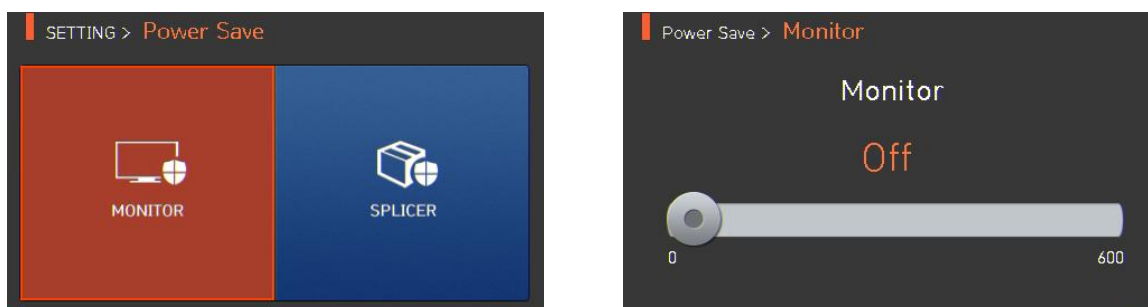 SETTING > Power Save
MONITOR
SPLICER
Power Save > Monitor
Monitor
Off
0
600